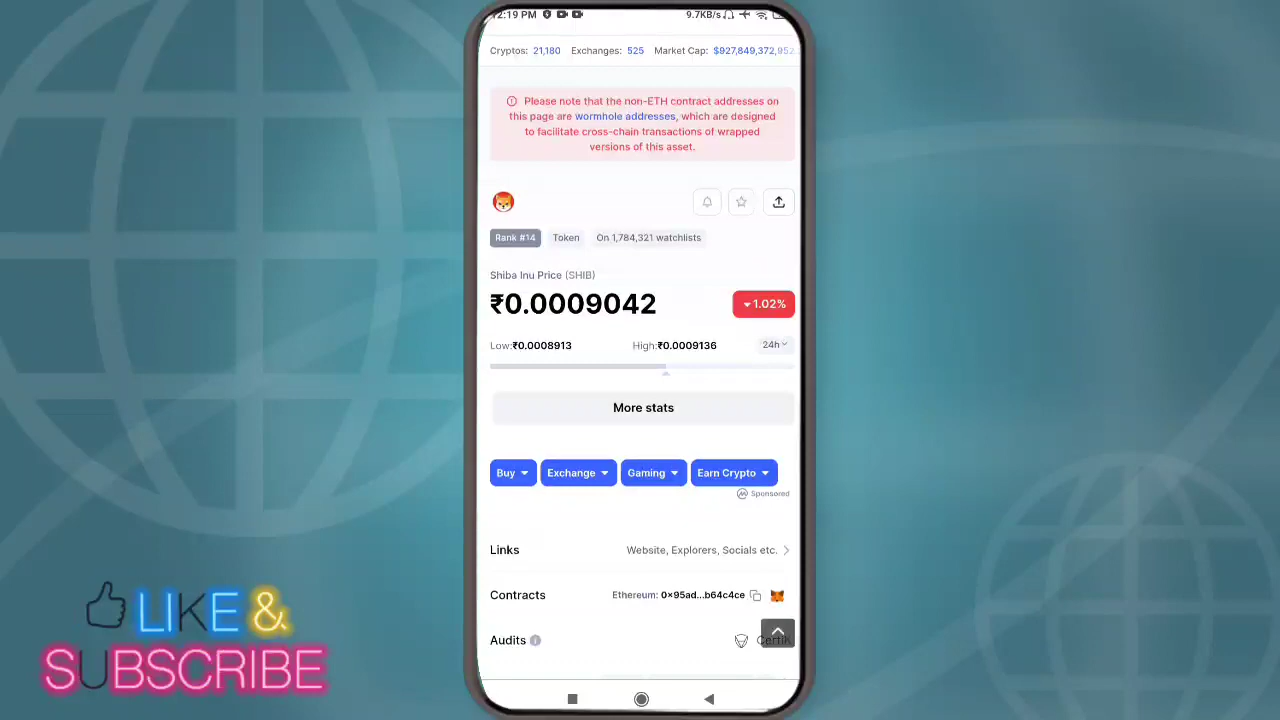 12:19 PM 9.7KB/s
Cryptos: 21,180 Exchanges: 525 Market Cap: $927,849,372,952
Please note that the non-ETH contract addresses on
this page are wormhole addresses, which are designed
to facilitate cross-chain transactions of wrapped
versions of this asset.
Rank #14 Token On 1,784,321 watchlists
Shiba Inu Price (SHIB)
₹0.0009042 1.02%
Low:₹0.0008913 High:₹0.0009136 24h
More stats
Buy Exchange Gaming Earn Crypto
Sponsored
Links Website, Explorers, Socials etc.
Contracts Ethereum: 0x95ad...b64c4ce
Audits CertiK
LIKE &
SUBSCRIBE